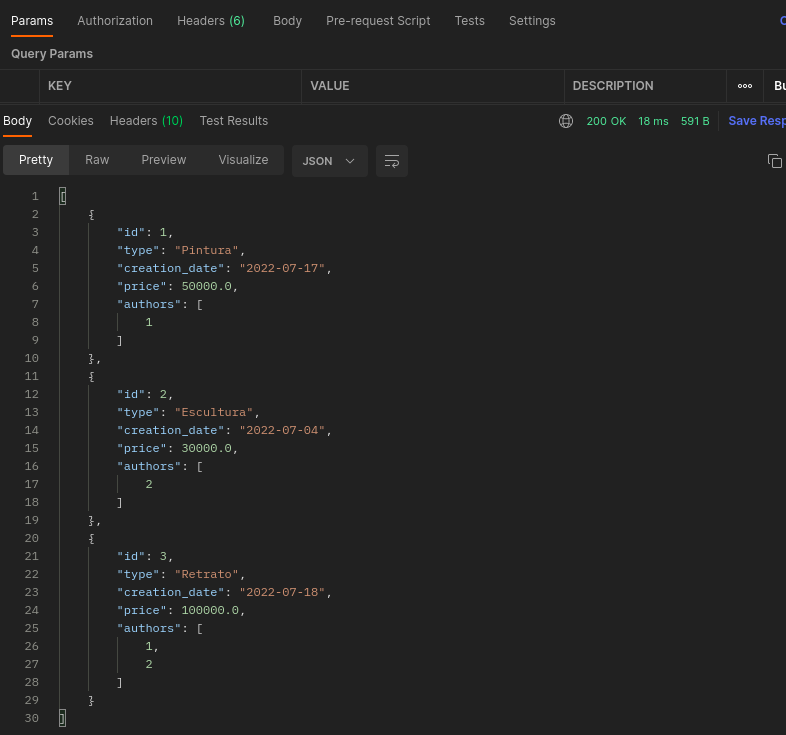 Params Authorization Headers (6) Body Pre-request Script Tests Settings
Query Params
KEY VALUE DESCRIPTION ooo Bu
Body Cookies Headers (10) Test Results 200 OK 18 ms 591 B Save Resp
Pretty Raw Preview Visualize JSON
1 [
2 {
3 "id": 1,
4 "type": "Pintura",
5 "creation_date": "2022-07-17",
6 "price": 50000.0,
7 "authors": [
8 1
9 ]
10 },
11 {
12 "id": 2,
13 "type": "Escultura",
14 "creation_date": "2022-07-04",
15 "price": 30000.0,
16 "authors": [
17 2
18 ]
19 },
20 {
21 "id": 3,
22 "type": "Retrato",
23 "creation_date": "2022-07-18",
24 "price": 100000.0,
25 "authors": [
26 1,
27 2
28 ]
29 }
30 ]